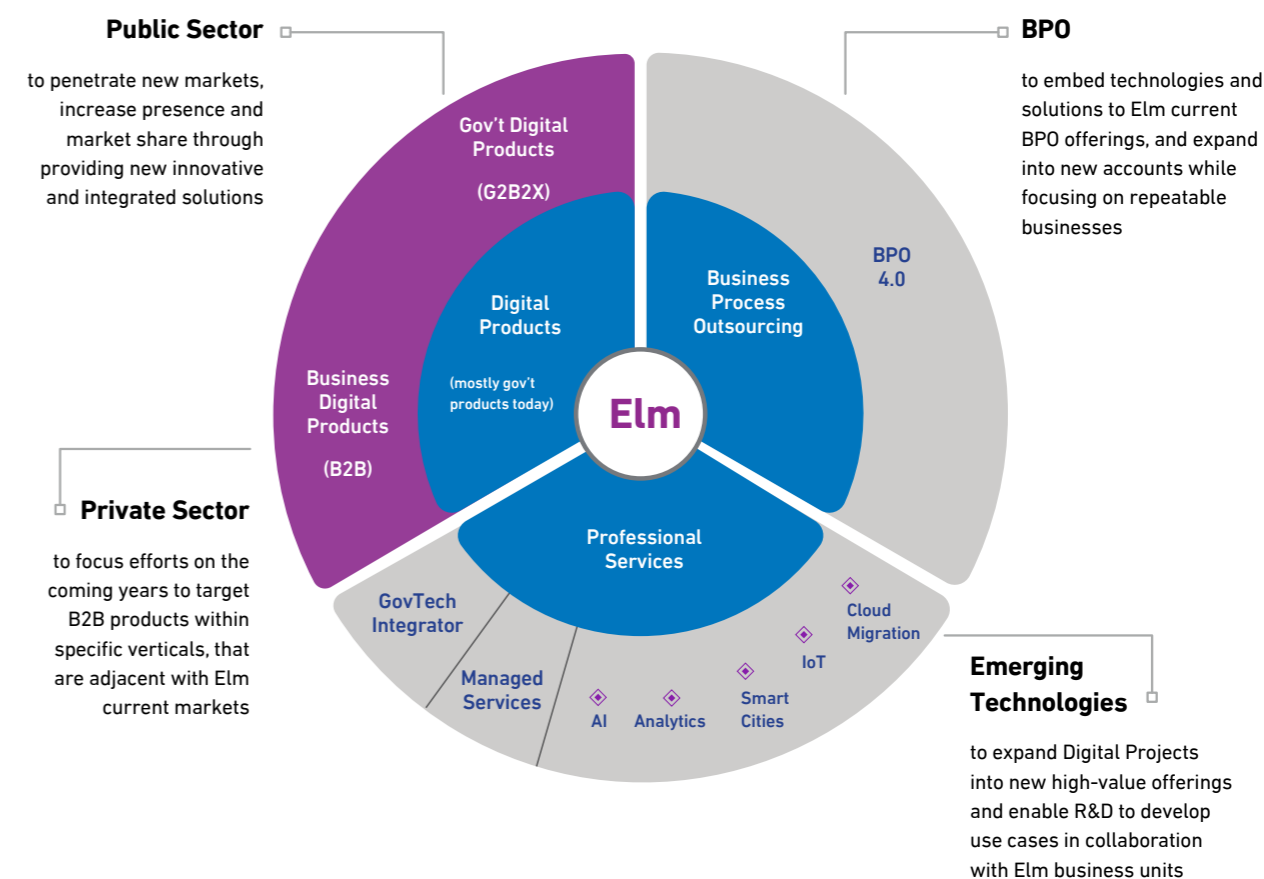 Public Sector
to penetrate new markets,
increase presence and
market share through
providing new innovative
and integrated solutions
BPO
to embed technologies and
solutions to Elm current
BPO offerings, and expand
into new accounts while
focusing on repeatable
businesses
Gov't Digital
Products
(G2B2X)
BPO
4.0
Digital
Products
(mostly gov't
products today)
Business
Process
Outsourcing
Business
Digital
Products
(B2B)
Elm
Private Sector
to focus efforts on the
coming years to target
B2B products within
specific verticals, that
are adjacent with Elm
current markets
Professional
Services
GovTech
Integrator
Managed
Services
AI
Analytics
Smart
Cities
IoT
Cloud
Migration
Emerging
Technologies
to expand Digital Projects
into new high-value offerings
and enable R&D to develop
use cases in collaboration
with Elm business units